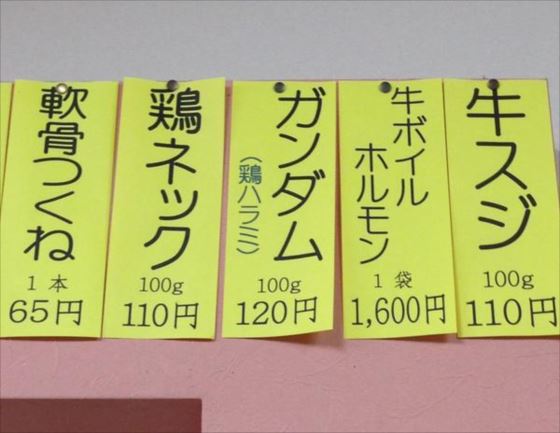 牛スジ
100g
110円
牛ボイル
ホルモン
1袋
1,600円
ガンダム
(鶏ハラミ)
100g
120円
鶏ネック
100g
110円
軟骨つくね
1本
65円